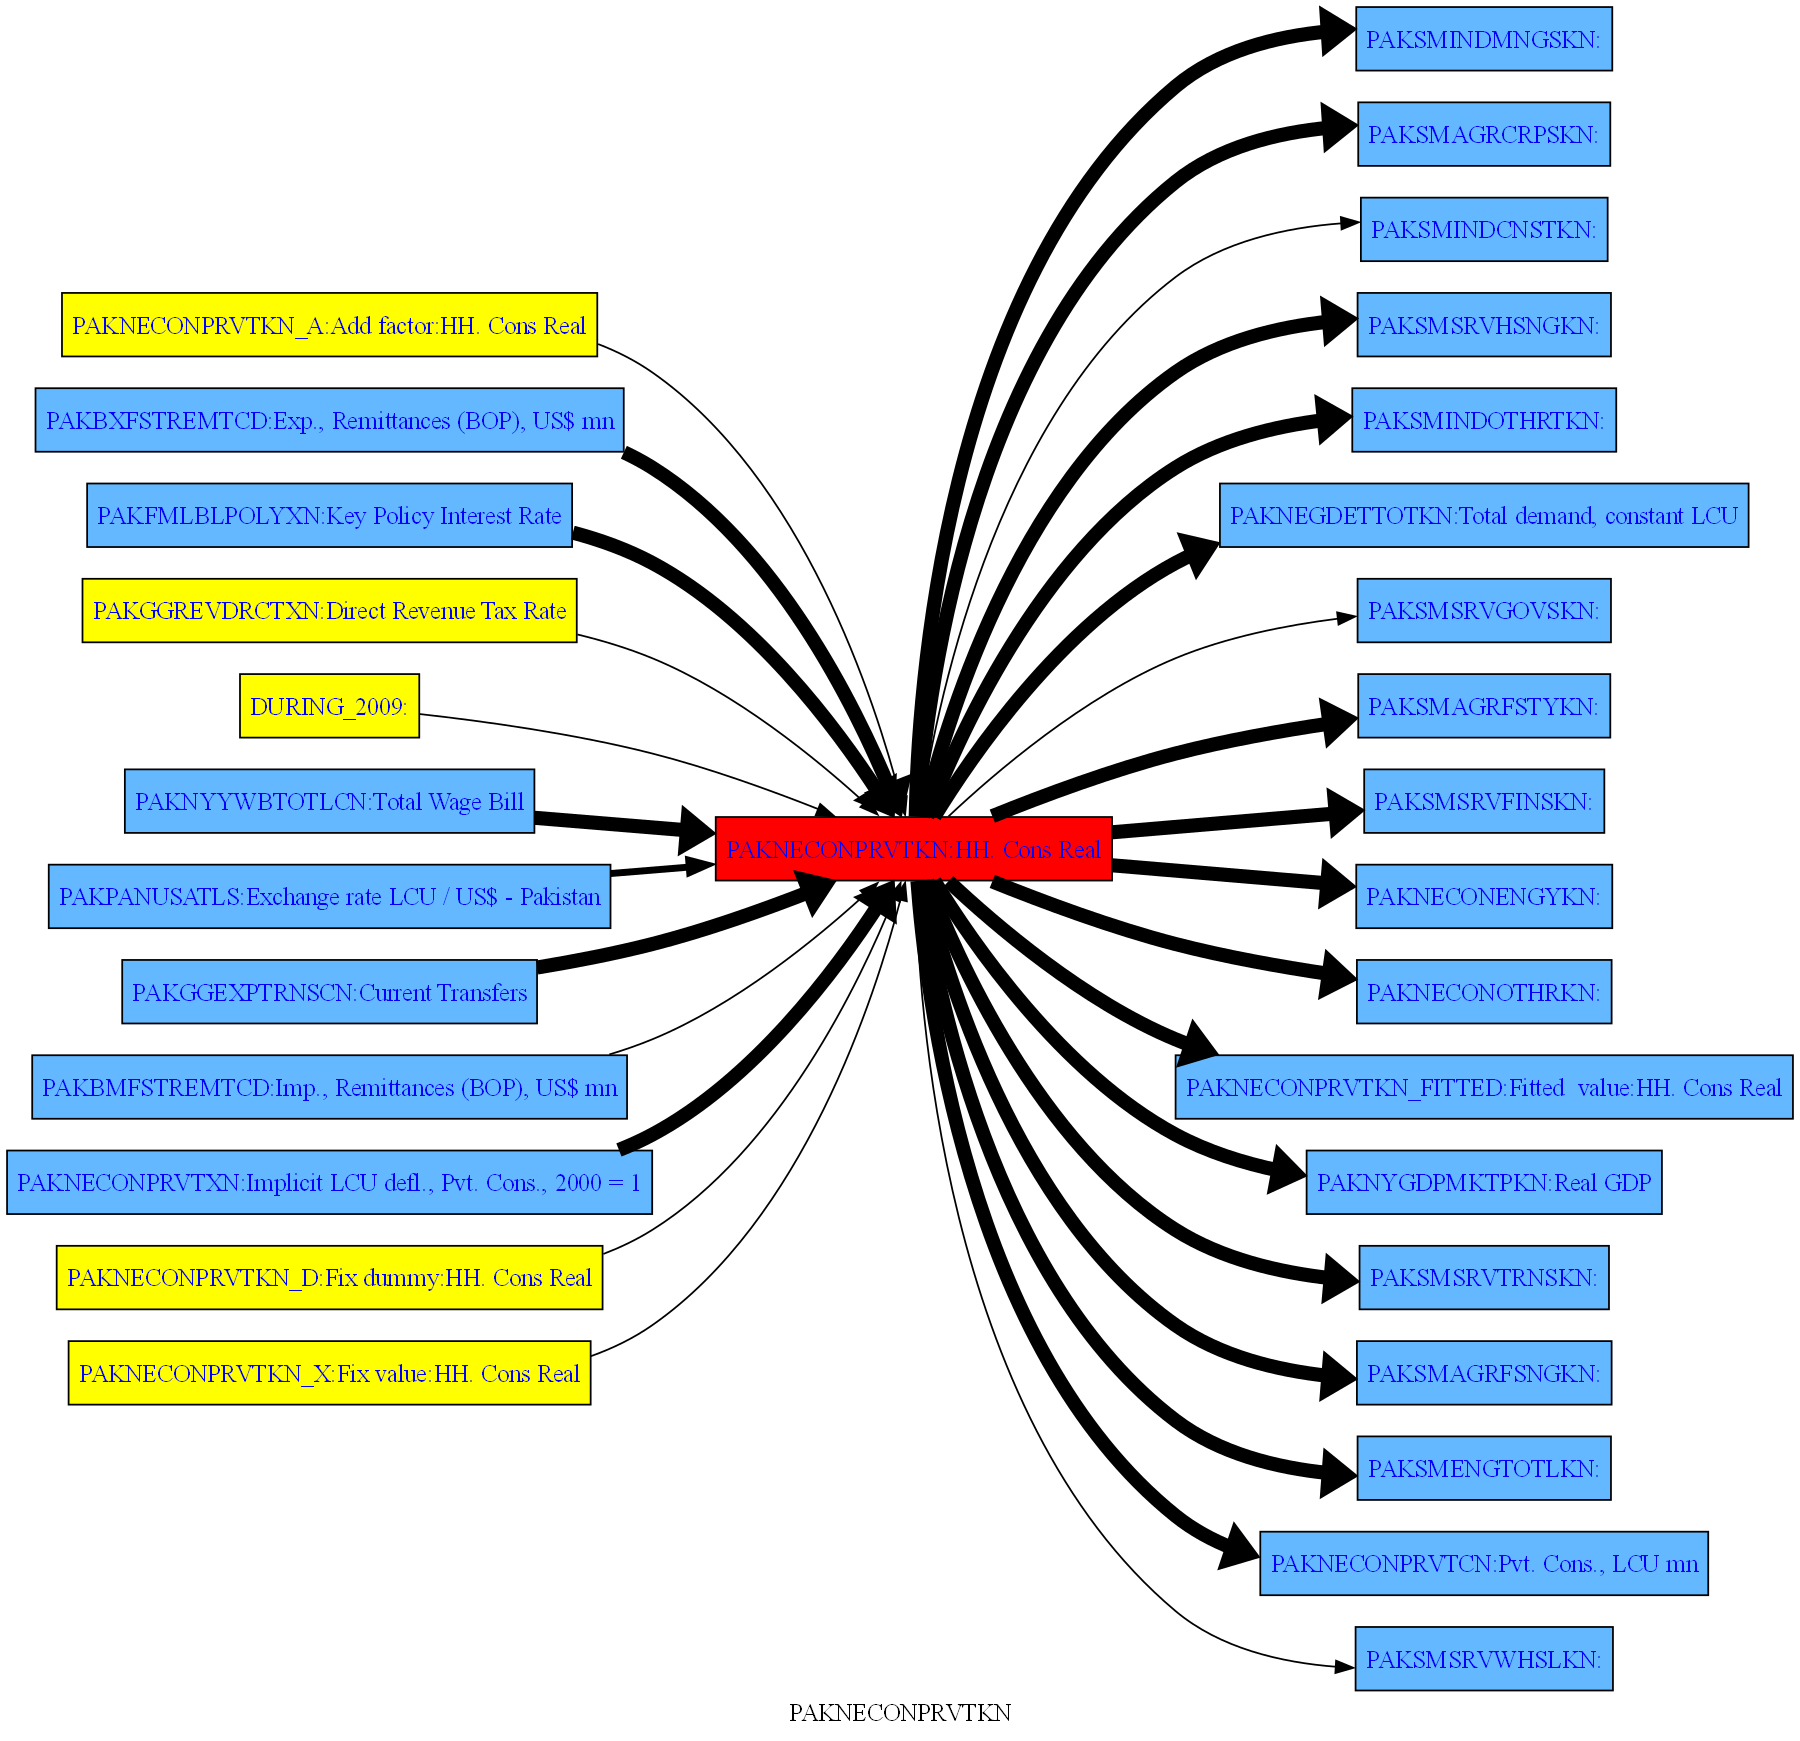 PAKNECONPRVTKN_A:Add factor:HH. Cons Real
PAKBXFSTREMTCD:Exp., Remittances (BOP), US$ mn
PAKFMLBLPOLYXN:Key Policy Interest Rate
PAKGGREVDRCTXN:Direct Revenue Tax Rate
DURING_2009:
PAKNYYWBTOTLCN:Total Wage Bill
PAKPANUSATLS:Exchange rate LCU / US$ - Pakistan
PAKGGEXPTRNSCN:Current Transfers
PAKBMFSTREMTCD:Imp., Remittances (BOP), US$ mn
PAKNECONPRVTXN:Implicit LCU defl., Pvt. Cons., 2000 = 1
PAKNECONPRVTKN_D:Fix dummy:HH. Cons Real
PAKNECONPRVTKN_X:Fix value:HH. Cons Real
PAKNECONPRVTKN:HH. Cons Real
PAKSMINDMNGSKN:
PAKSMAGRCRPSKN:
PAKSMINDCNSTKN:
PAKSMSRVHSNGKN:
PAKSMINDOTHRTKN:
PAKNEGDETTOTKN:Total demand, constant LCU
PAKSMSRVGOVSKN:
PAKSMAGRFSTYKN:
PAKSMSRVFINSKN:
PAKNECONENGYKN:
PAKNECONOTHRKN:
PAKNECONPRVTKN_FITTED:Fitted  value:HH. Cons Real
PAKNYGDPMKTPKN:Real GDP
PAKSMSRVTRNSKN:
PAKSMAGRFSNGKN:
PAKSMENGTOTLKN:
PAKNECONPRVTCN:Pvt. Cons., LCU mn
PAKSMSRVWHSLKN:
PAKNECONPRVTKN